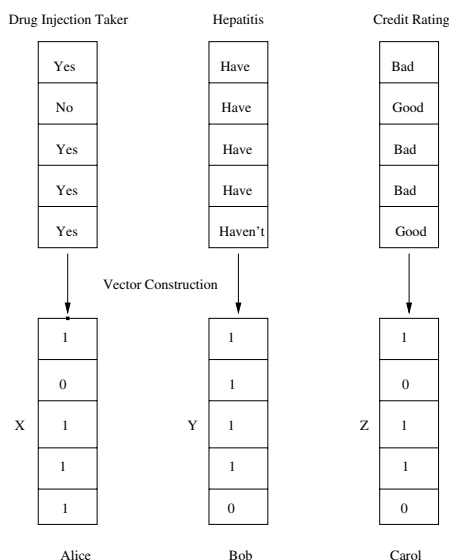 Drug Injection Taker Hepatitis Credit Rating
Yes Have Bad
No Have Good
Yes Have Bad
Yes Have Bad
Yes Haven't Good
Vector Construction
1 1 1
0 1 0
X 1 Y 1 Z 1
1 1 1
1 0 0
Alice Bob Carol